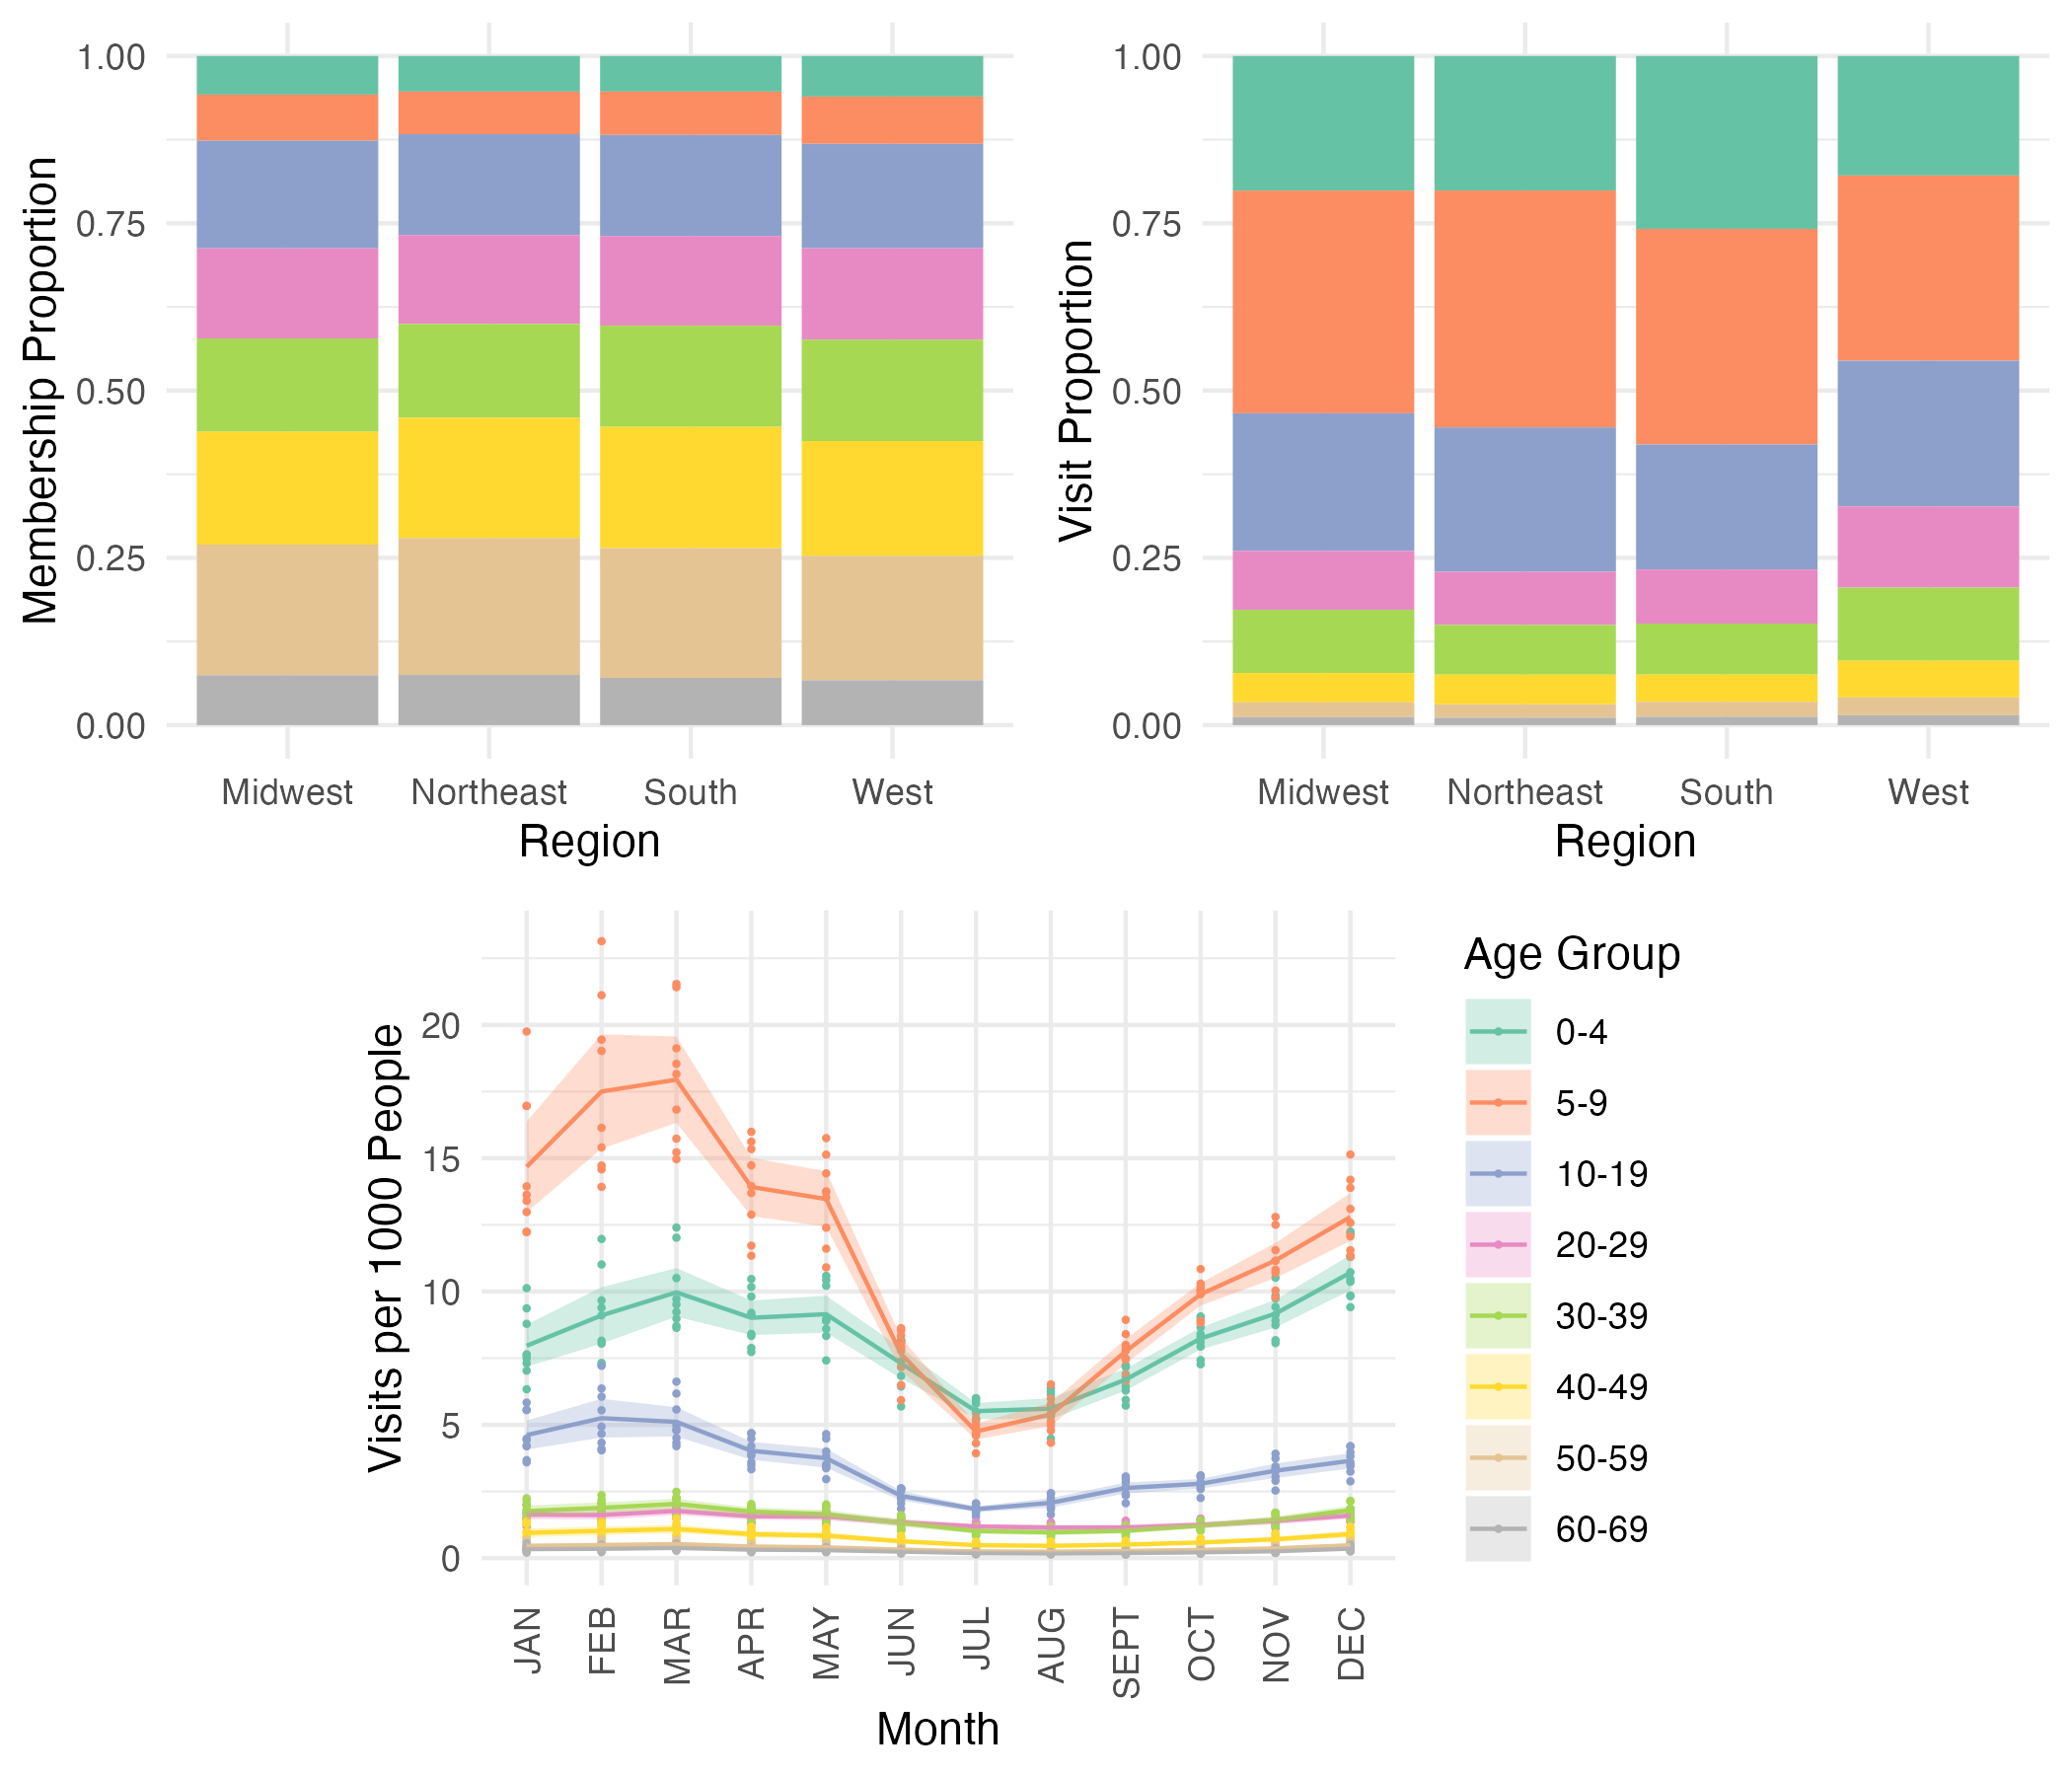 Membership Proportion
1.00
0.75
0.50
0.25
0.00
Midwest Northeast South West
Region
Visit Proportion
1.00
0.75
0.50
0.25
0.00
Midwest Northeast South West
Region
Visits per 1000 People
20
15
10
5
0
JAN FEB MAR APR MAY JUN JUL AUG SEPT OCT NOV DEC
Month
Age Group
0-4
5-9
10-19
20-29
30-39
40-49
50-59
60-69